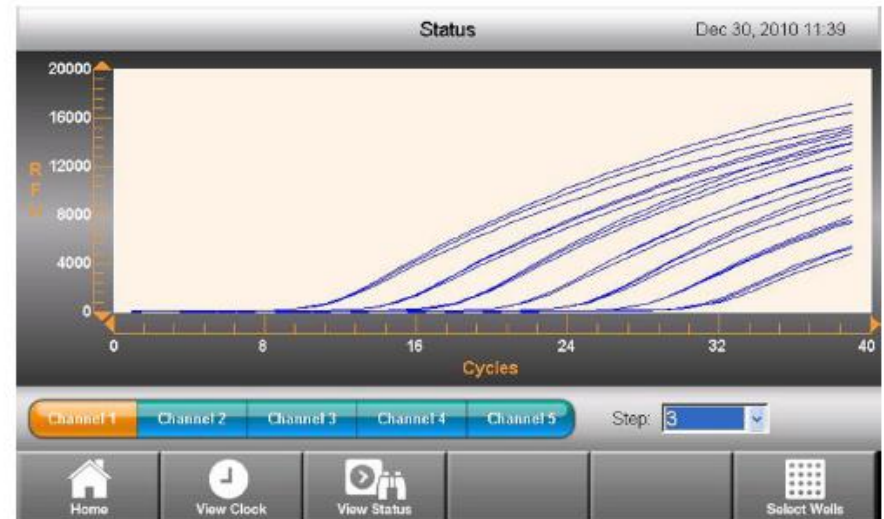 Status
Dec 30, 2010 11:39
20000
16000
12000
8000
4000
0
RFU
0 8 16 24 32 40
Cycles
Channel 1 Channel 2 Channel 3 Channel 4 Channel 5 Step: 3
Home View Clock View Status Select Wells